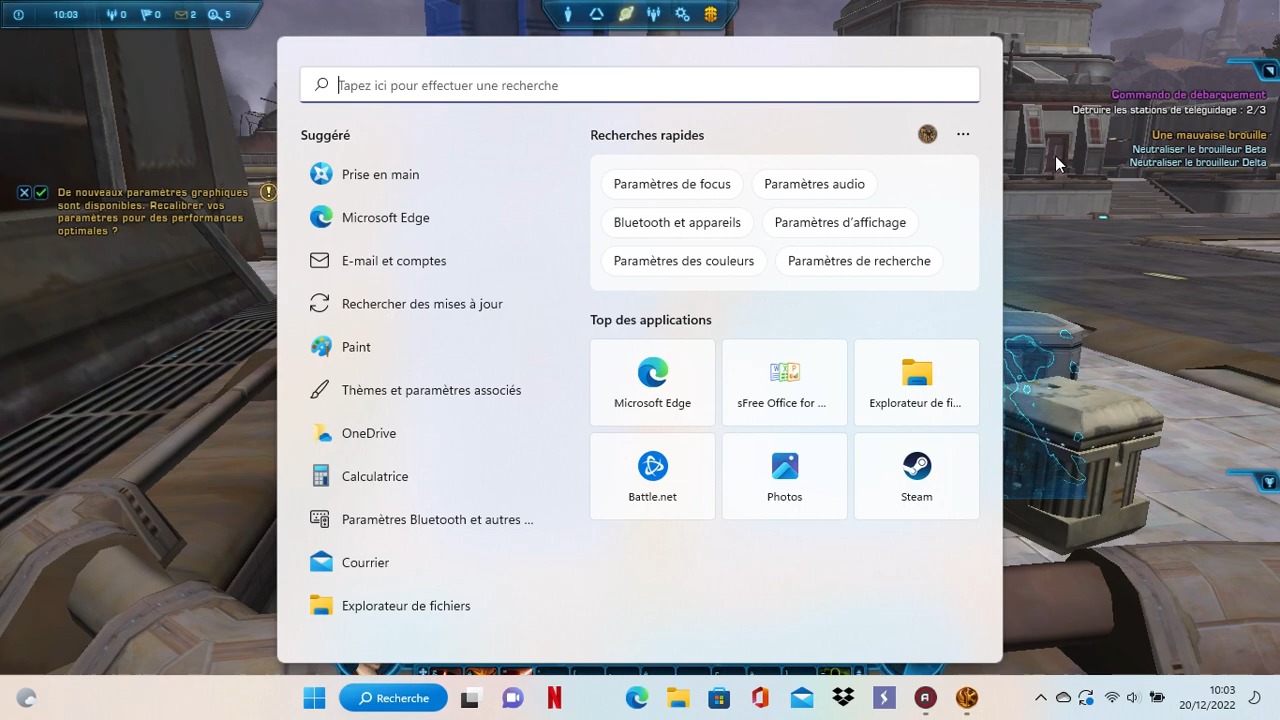 10:03 0 0 2 5
Tapez ici pour effectuer une recherche
Suggéré
Prise en main
Microsoft Edge
E-mail et comptes
Rechercher des mises à jour
Paint
Thèmes et paramètres associés
OneDrive
Calculatrice
Paramètres Bluetooth et autres ...
Courrier
Explorateur de fichiers
Recherches rapides
Paramètres de focus Paramètres audio
Bluetooth et appareils Paramètres d'affichage
Paramètres des couleurs Paramètres de recherche
Top des applications
Microsoft Edge sFree Office for ... Explorateur de fi...
Battle.net Photos Steam
De nouveaux paramètres graphiques
sont disponibles. Recalibrer vos
paramètres pour des performances
optimales ?
Commando de débarquement
Détruire les stations de téléguidage : 2/3
Une mauvaise brouille
Neutraliser le brouilleur Beta
Neutraliser le brouilleur Delta
Recherche
10:03
20/12/2022